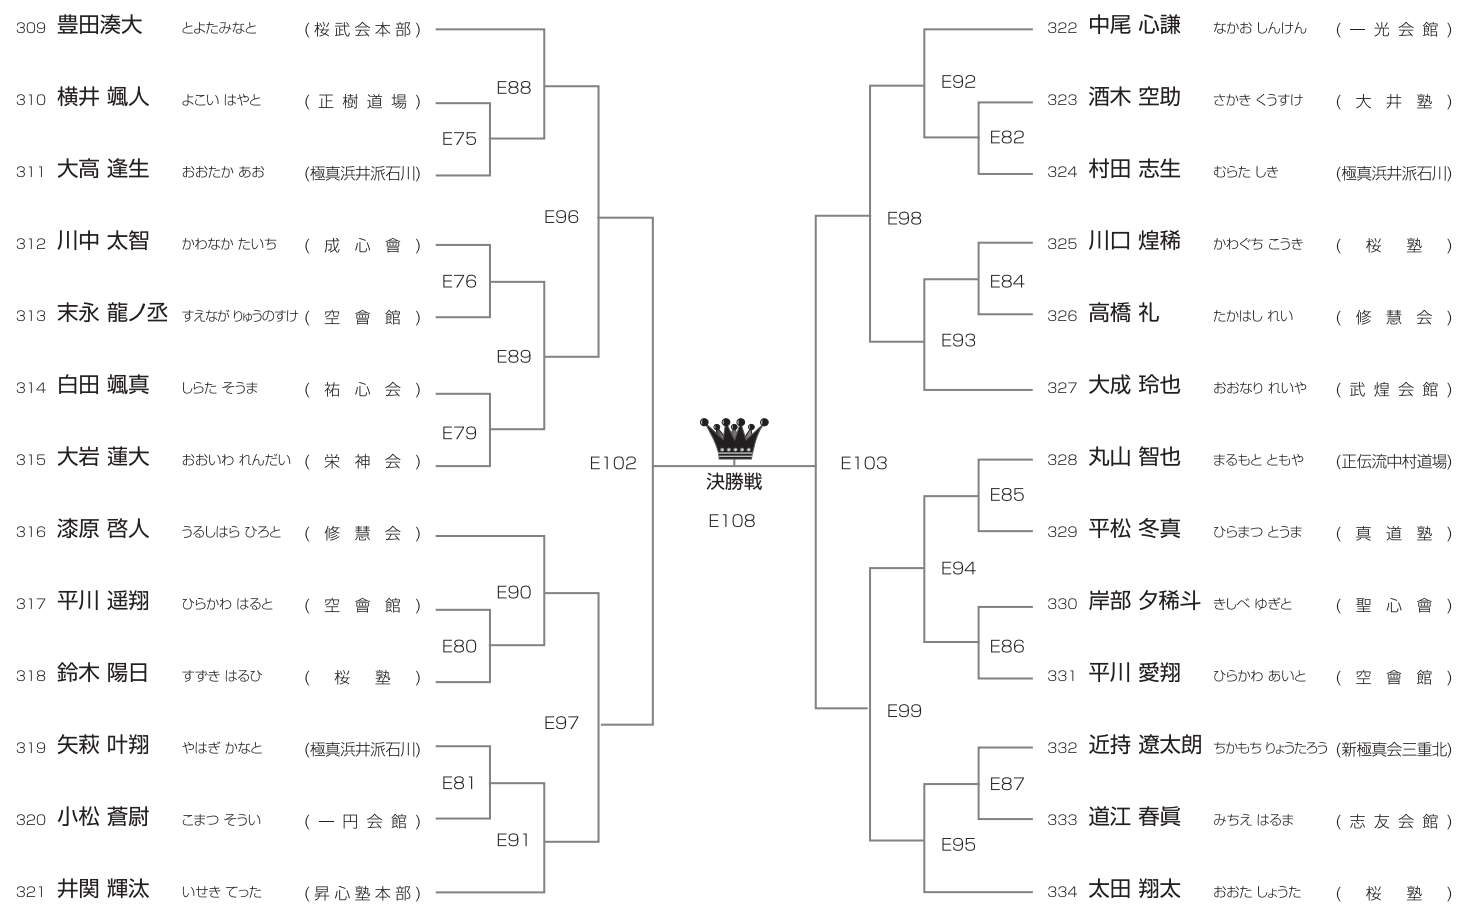 309 豊田湊大 とよたみなと (桜武会本部)
310 横井 颯人 よこい はやと (正樹道場)
311 大高 逢生 おおたか あお (極真浜井派石川)
312 川中 太智 かわなか たいち (成心會)
313 末永 龍ノ丞 すえなが りゅうのすけ (空會館)
314 白田 颯真 しらた そうま (祐心会)
315 大岩 蓮大 おおいわ れんだい (栄神会)
316 漆原 啓人 うるしはら ひろと (修慧会)
317 平川 遥翔 ひらかわ はると (空會館)
318 鈴木 陽日 すずき はるひ (桜塾)
319 矢萩 叶翔 やはぎ かなと (極真浜井派石川)
320 小松 蒼尉 こまつ そうい (一円会館)
321 井関 輝汰 いせき てった (昇心塾本部)
E88
E75
E96
E76
E89
E79
E102
E90
E80
E97
E81
E91
決勝戦
E108
E92
E82
E98
E84
E93
E103
E85
E94
E86
E99
E87
E95
322 中尾 心謙 なかお しんけん (一光会館)
323 酒木 空助 さかき くうすけ (大井塾)
324 村田 志生 むらた しき (極真浜井派石川)
325 川口 煌稀 かわぐち こうき (桜塾)
326 高橋 礼 たかはし れい (修慧会)
327 大成 玲也 おおなり れいや (武煌会館)
328 丸山 智也 まるもと ともや (正伝流中村道場)
329 平松 冬真 ひらまつ とうま (真道塾)
330 岸部 夕稀斗 きしべ ゆぎと (聖心會)
331 平川 愛翔 ひらかわ あいと (空會館)
332 近持 遼太朗 ちかもち りょうたろう (新極真会三重北)
333 道江 春眞 みちえ はるま (志友会館)
334 太田 翔太 おおた しょうた (桜塾)